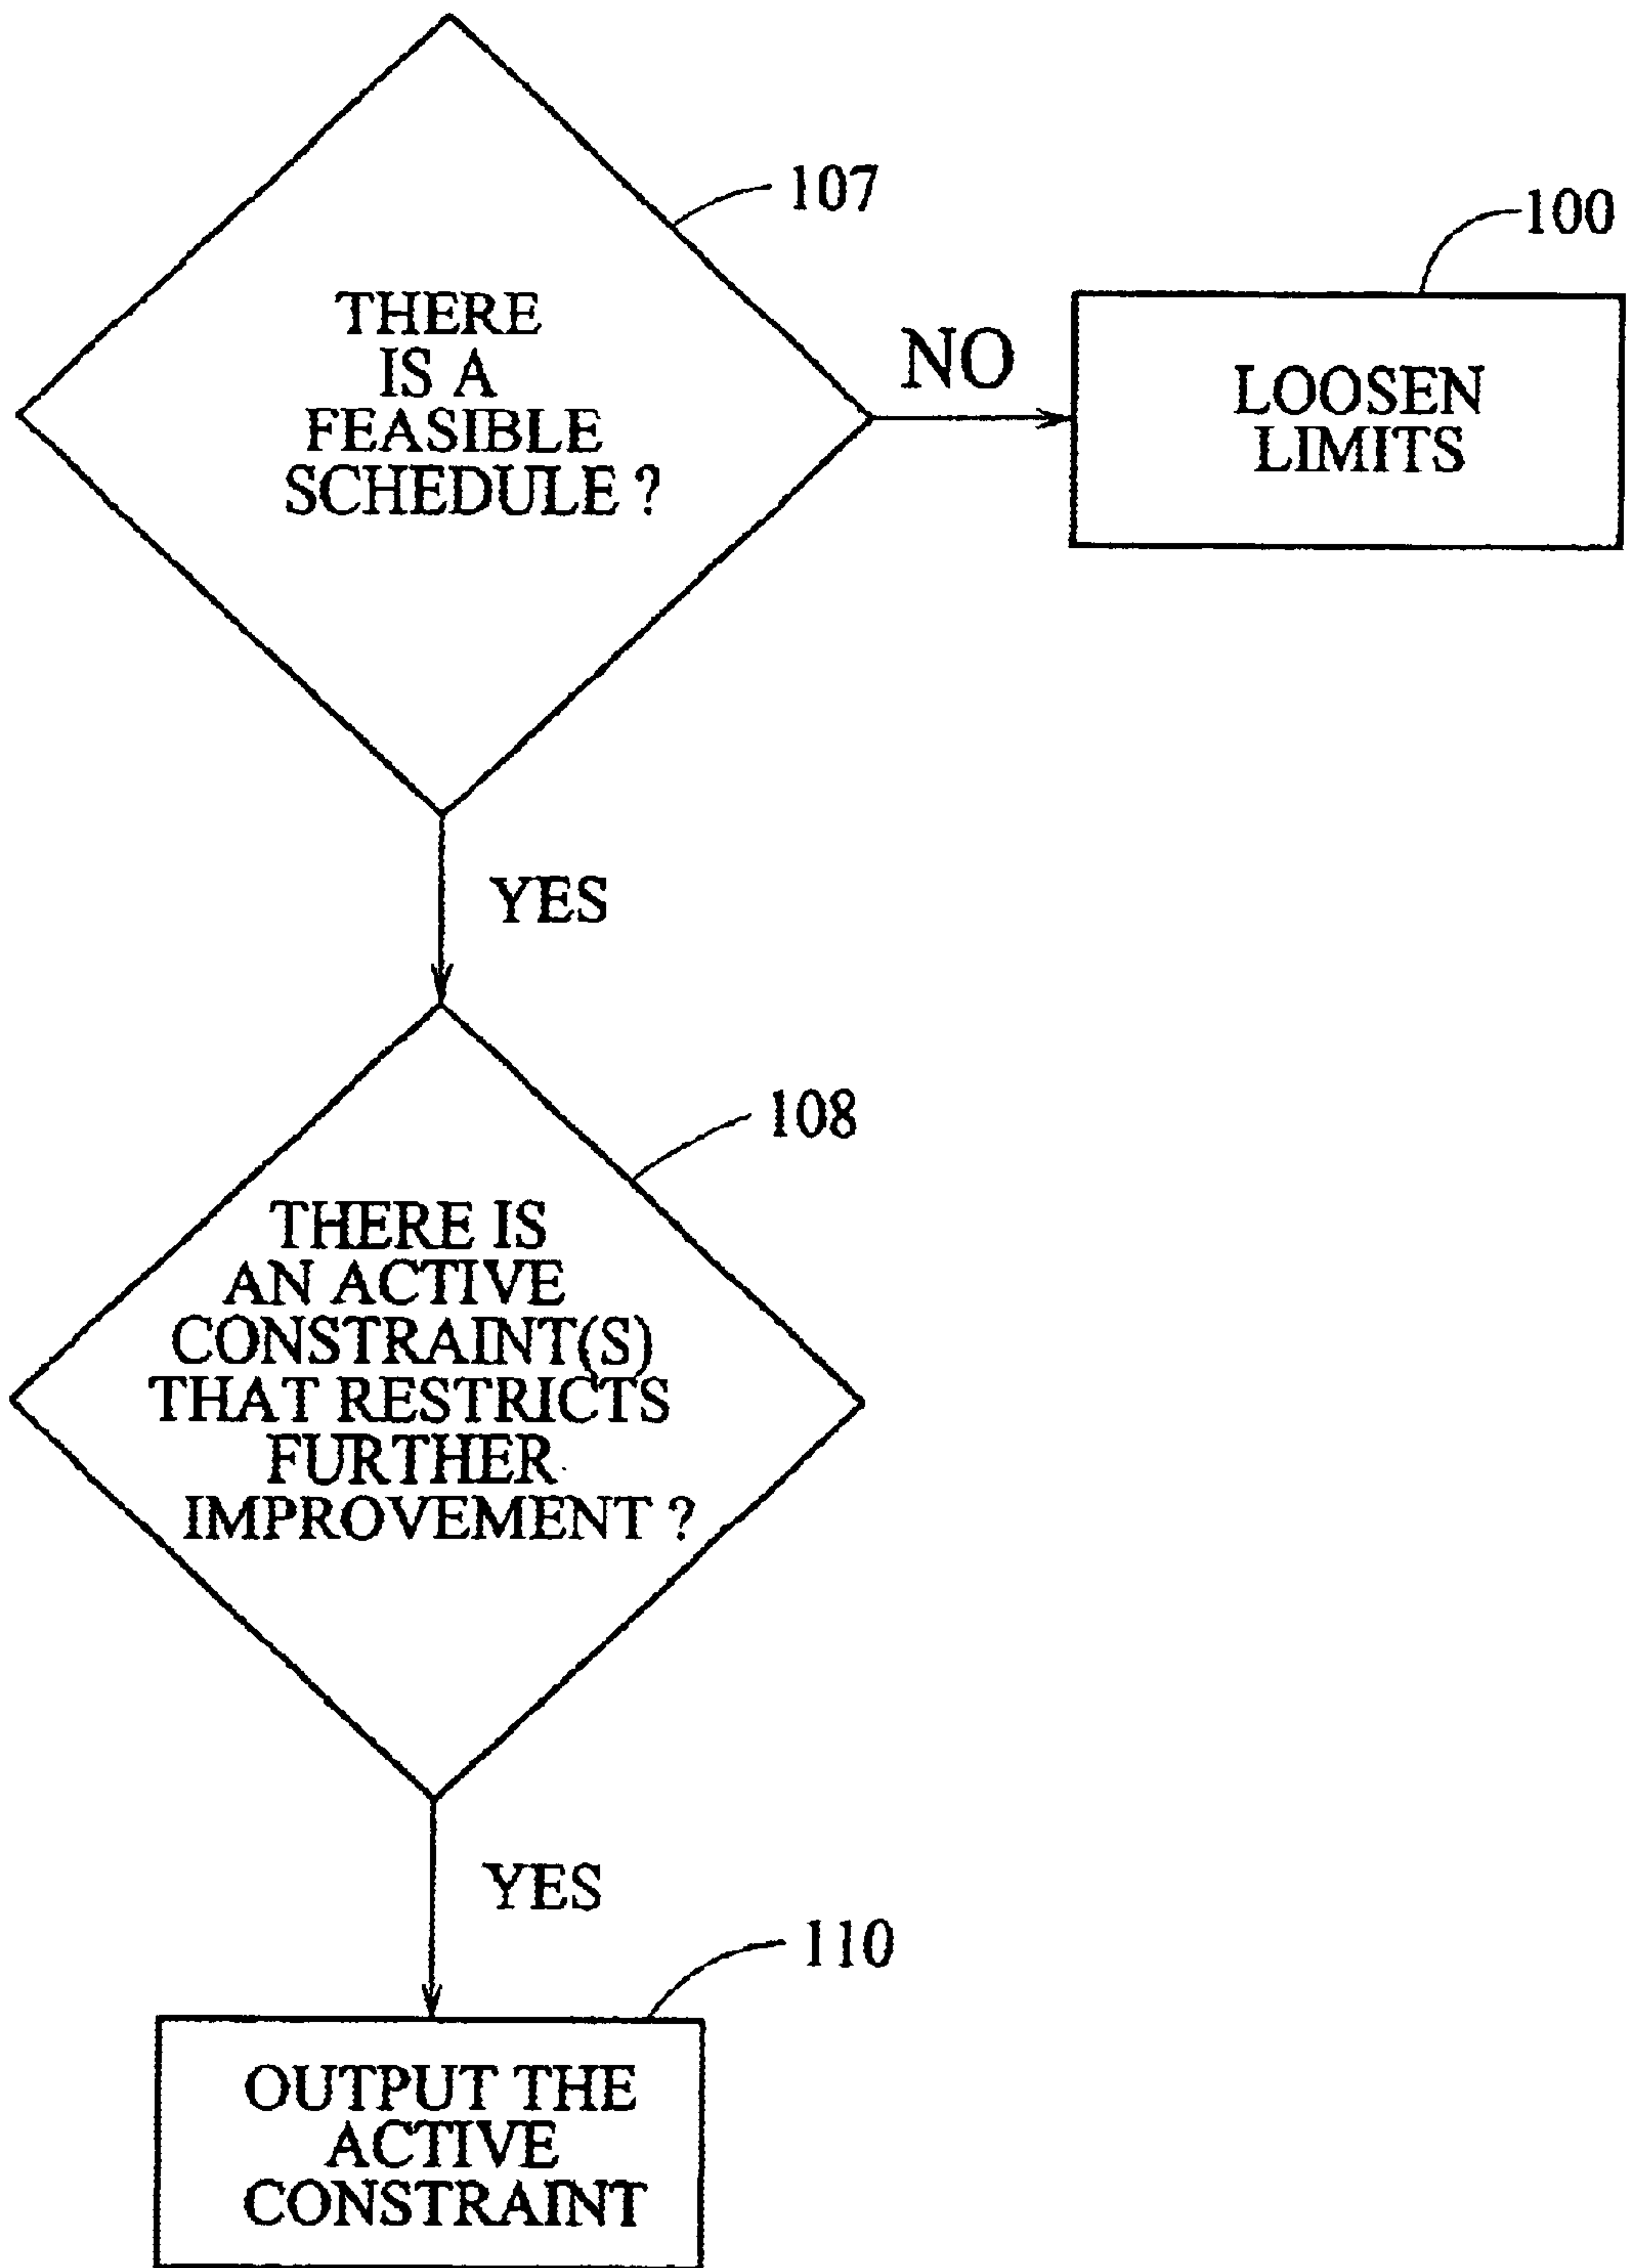 107
100
THERE
IS A
FEASIBLE
SCHEDULE ?
NO
LOOSEN
LIMITS
YES
108
THERE IS
AN ACTIVE
CONSTRAINT(S)
THAT RESTRICTS
FURTHER
IMPROVEMENT ?
YES
110
OUTPUT THE
ACTIVE
CONSTRAINT